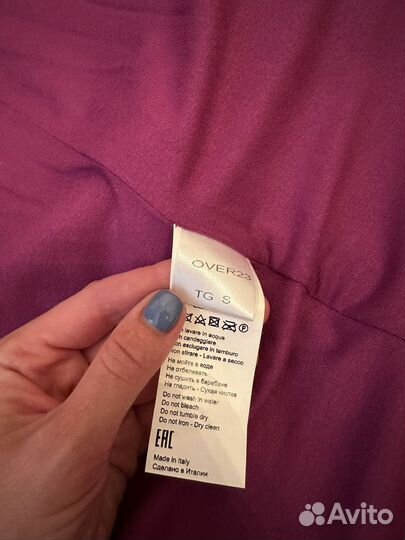 OVER23
TG S
lavare in acqua
candeggiare
Non asciugare in tamburo
Non stirare - Lavare a secco
Не мойте в воде
Не отбеливать
Не сушить в барабане
Не гладить - Сухая чистка
Do not wash in water
Do not bleach
Do not tumble dry
Do not Iron - Dry clean
EAC
Made in Italy
Сделано в Италии
Avito